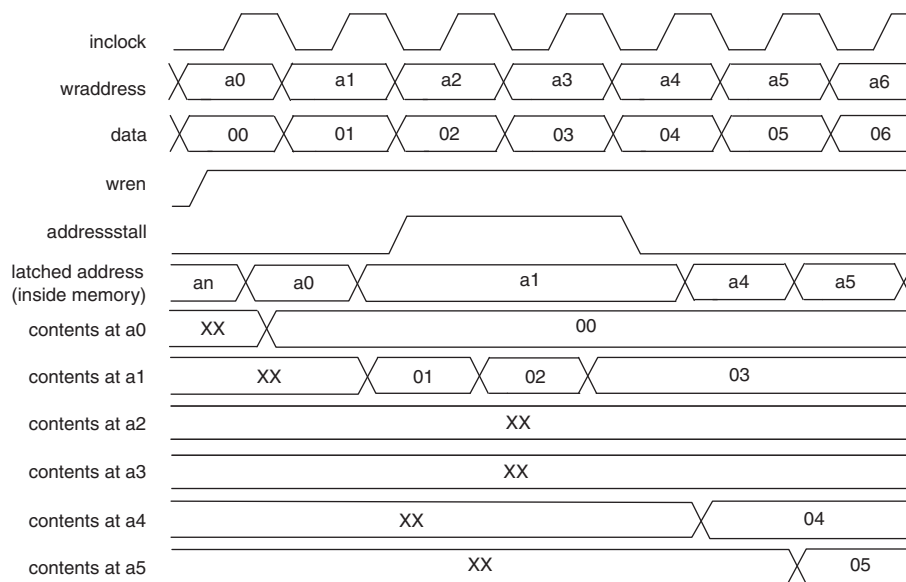 inclock
wraddress a0 a1 a2 a3 a4 a5 a6
data 00 01 02 03 04 05 06
wren
addressstall
latched address
(inside memory) an a0 a1 a4 a5
contents at a0 XX 00
contents at a1 XX 01 02 03
contents at a2 XX
contents at a3 XX
contents at a4 XX 04
contents at a5 XX 05